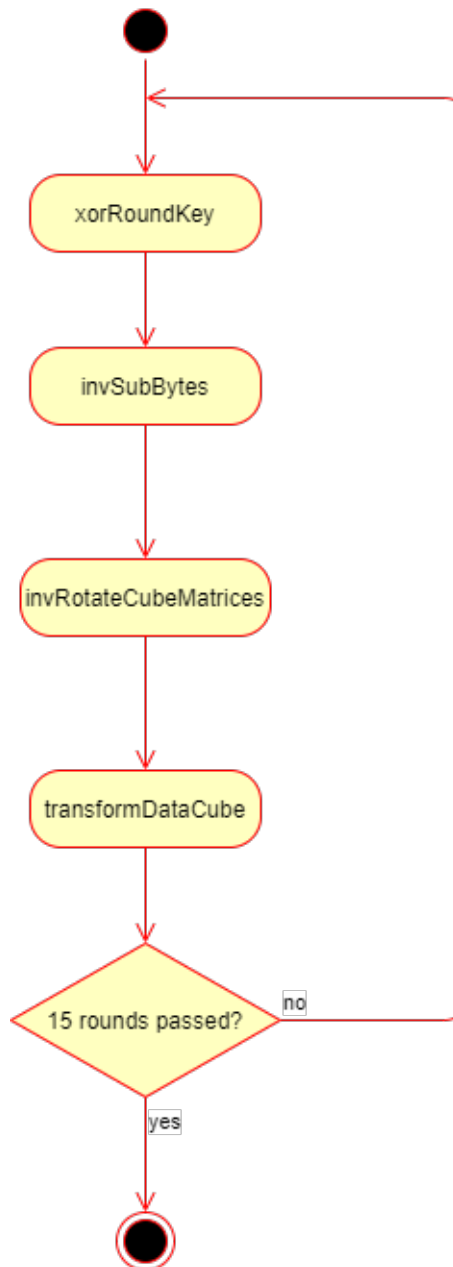 xorRoundKey
invSubBytes
invRotateCubeMatrices
transformDataCube
15 rounds passed?
no
yes